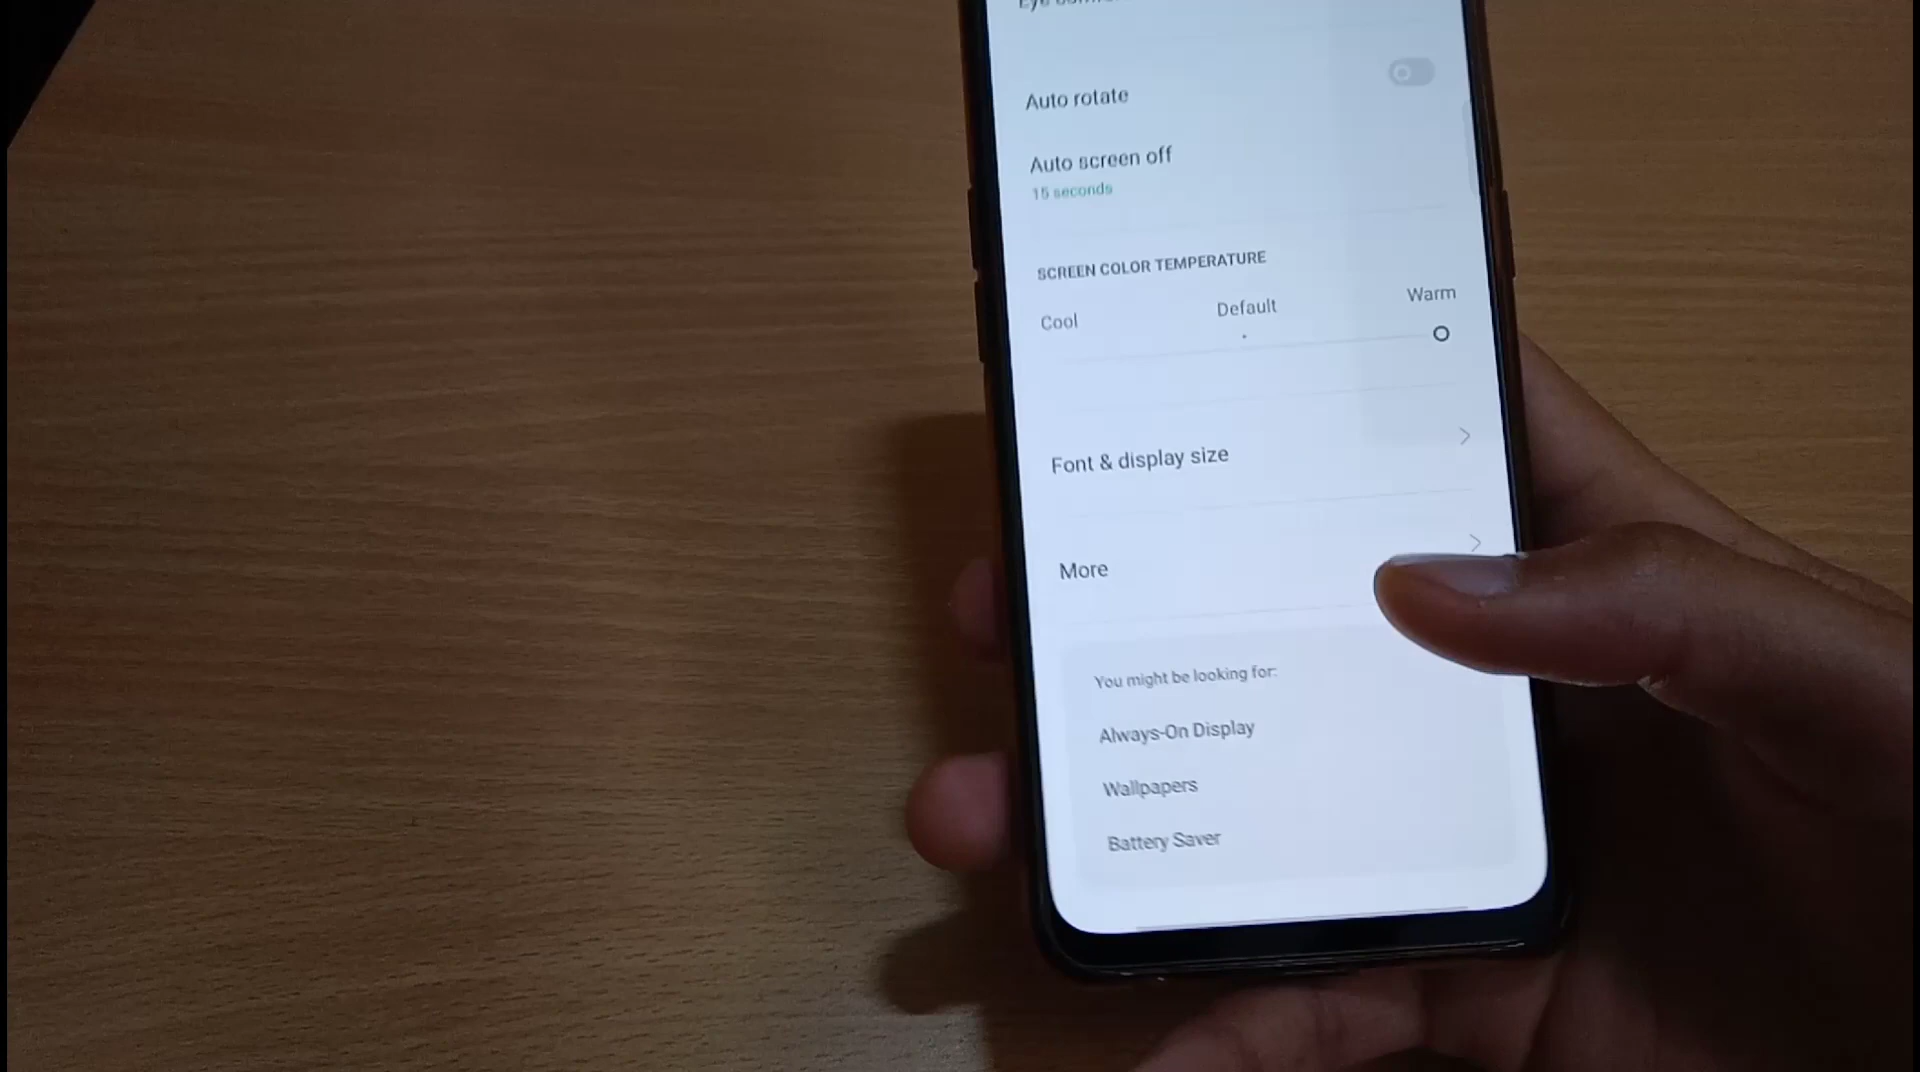 Auto rotate
Auto screen off
15 seconds
SCREEN COLOR TEMPERATURE
Cool
Default
Warm
Font & display size
More
You might be looking for:
Always-On Display
Wallpapers
Battery Saver